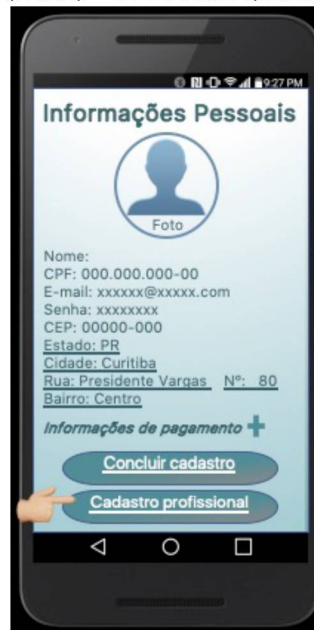 9:27 PM
Informações Pessoais
Foto
Nome:
CPF: 000.000.000-00
E-mail: xxxxxx@xxxxx.com
Senha: xxxxxxxx
CEP: 00000-000
Estado: PR
Cidade: Curitiba
Rua: Presidente Vargas Nº: 80
Bairro: Centro
Informações de pagamento
Concluir cadastro
Cadastro profissional